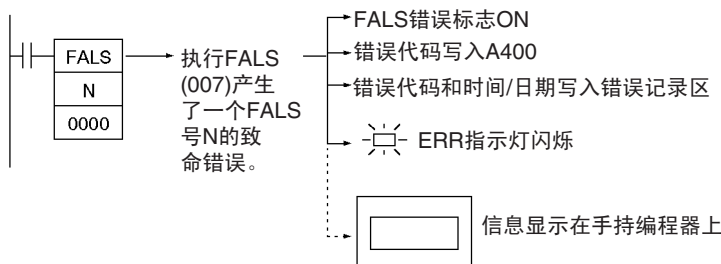 FALS
N
0000
执行FALS
(007)产生
了一个FALS
号N的致
命错误。
FALS错误标志ON
错误代码写入A400
错误代码和时间/日期写入错误记录区
ERR指示灯闪烁
信息显示在手持编程器上